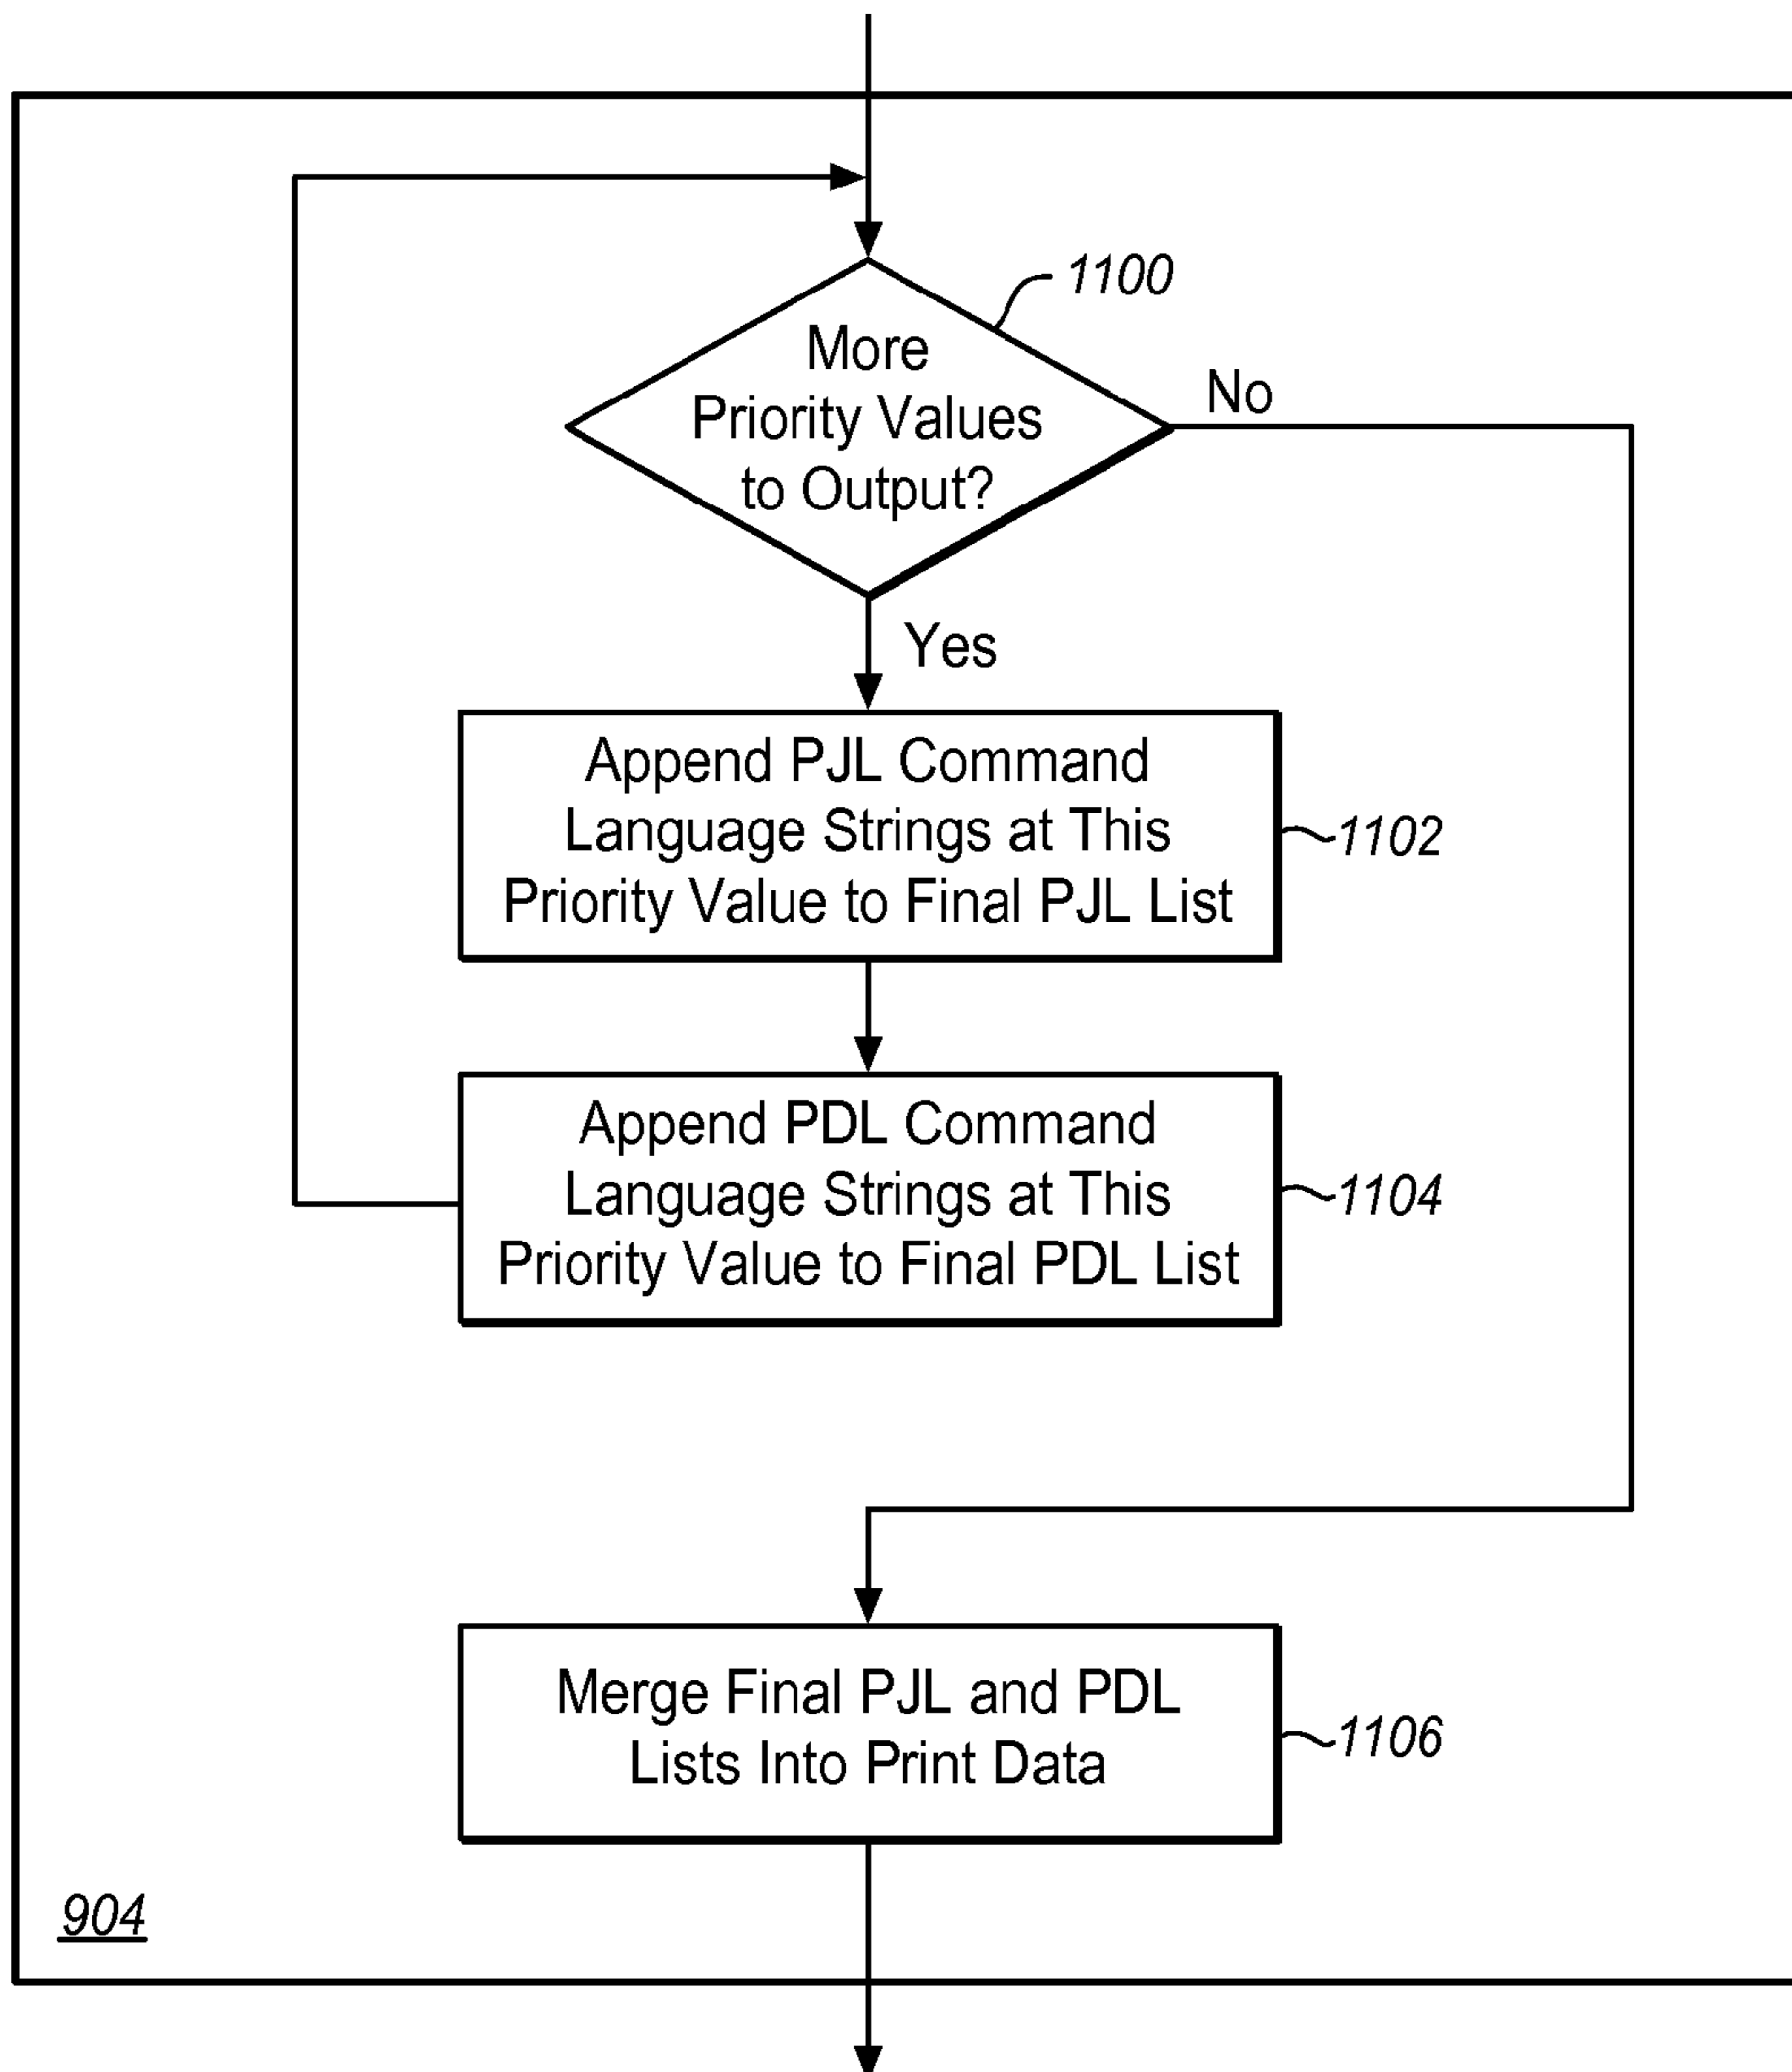 1100
More
Priority Values
to Output?
No
Yes
Append PJL Command
Language Strings at This
Priority Value to Final PJL List
1102
Append PDL Command
Language Strings at This
Priority Value to Final PDL List
1104
Merge Final PJL and PDL
Lists Into Print Data
1106
904